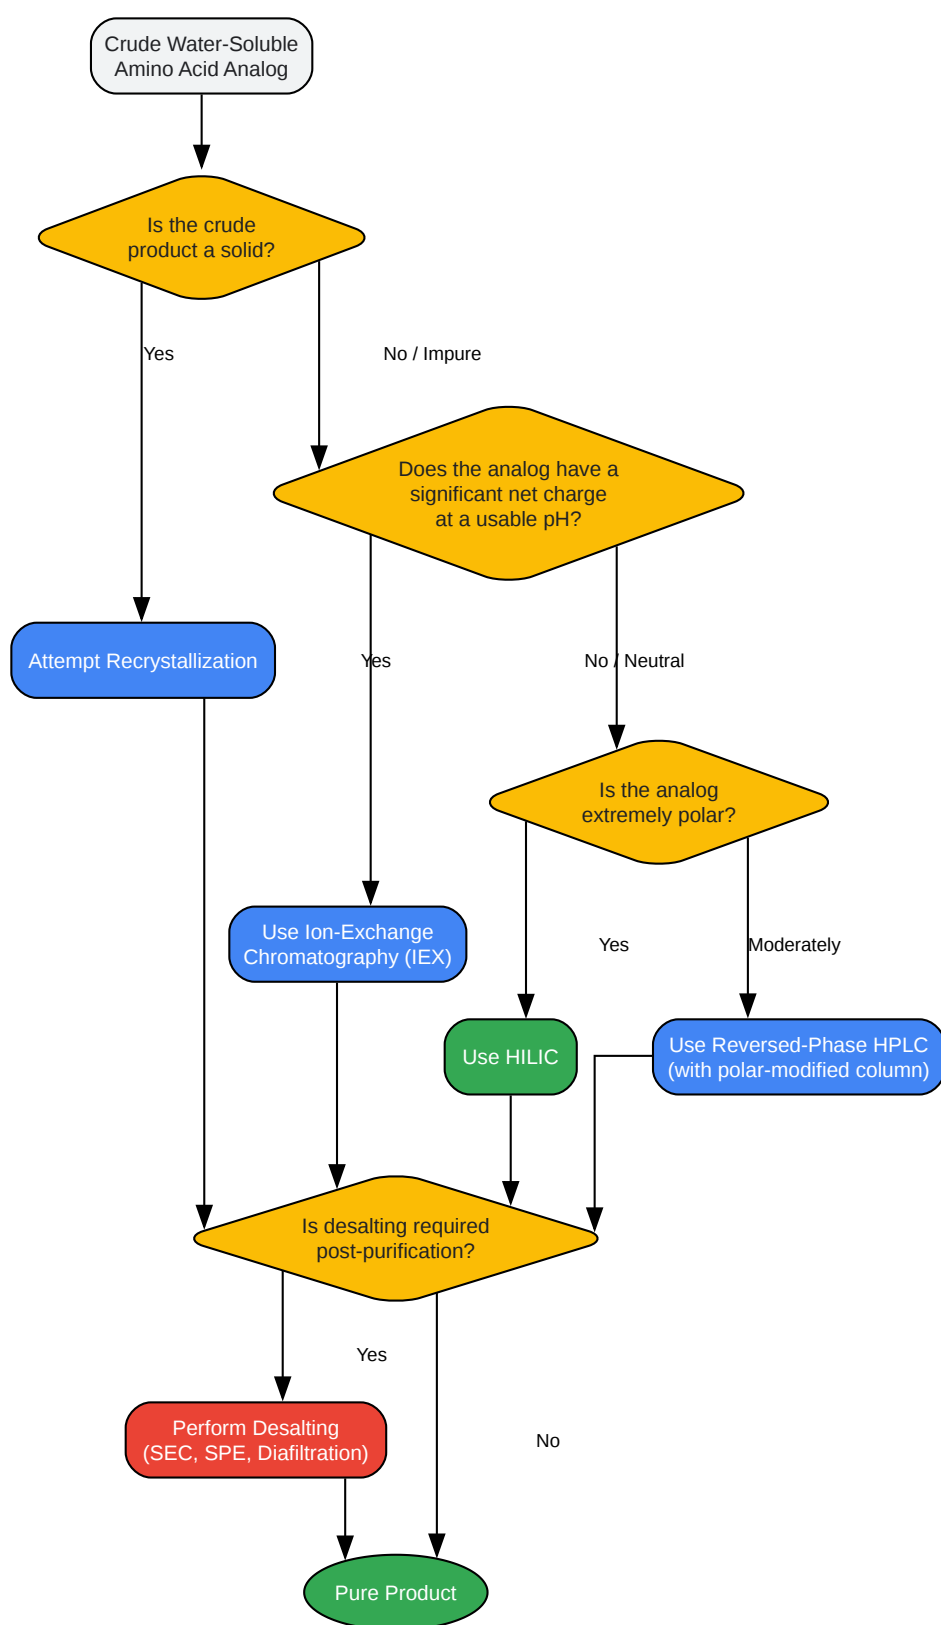 Crude Water-Soluble
Amino Acid Analog
Is the crude
product a solid?
Yes
No / Impure
Does the analog have a
significant net charge
at a usable pH?
Attempt Recrystallization
Yes
No / Neutral
Is the analog
extremely polar?
Use Ion-Exchange
Chromatography (IEX)
Yes
Moderately
Use HILIC
Use Reversed-Phase HPLC
(with polar-modified column)
Is desalting required
post-purification?
Yes
Perform Desalting
(SEC, SPE, Diafiltration)
No
Pure Product